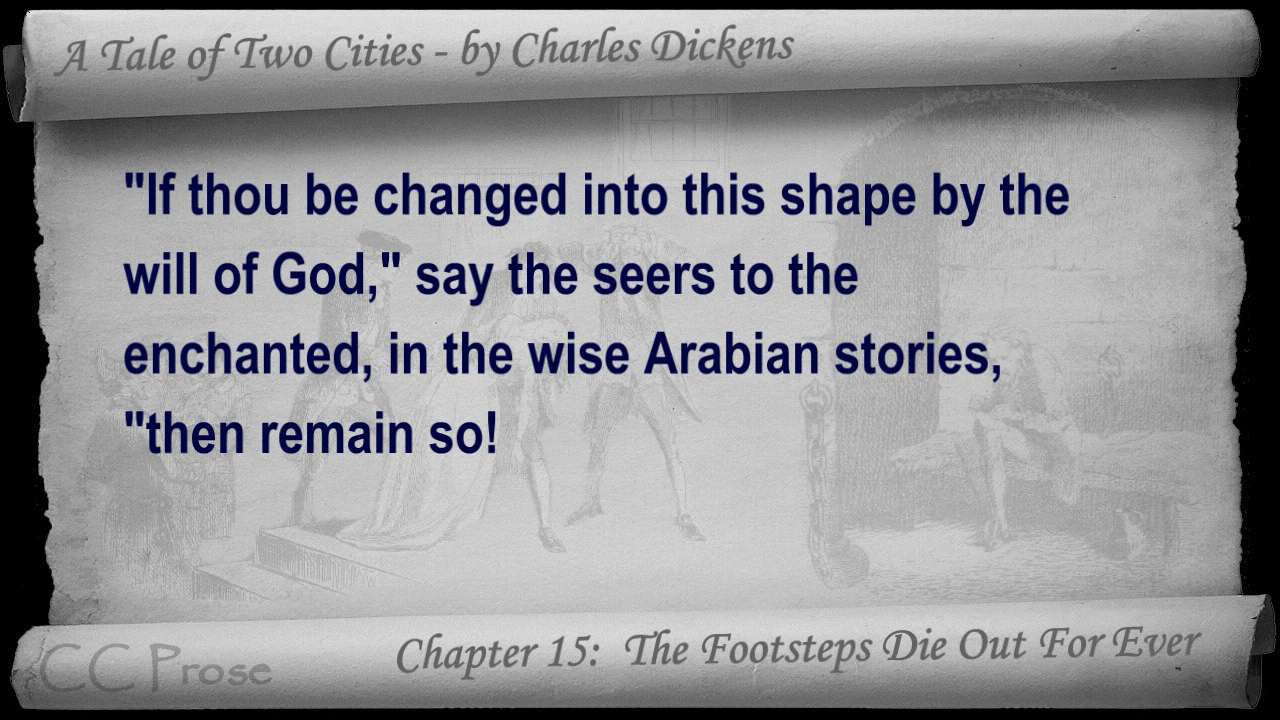 A Tale of Two Cities - by Charles Dickens
"If thou be changed into this shape by the
will of God," say the seers to the
enchanted, in the wise Arabian stories,
"then remain so!
CC Prose
Chapter 15:  The Footsteps Die Out For Ever